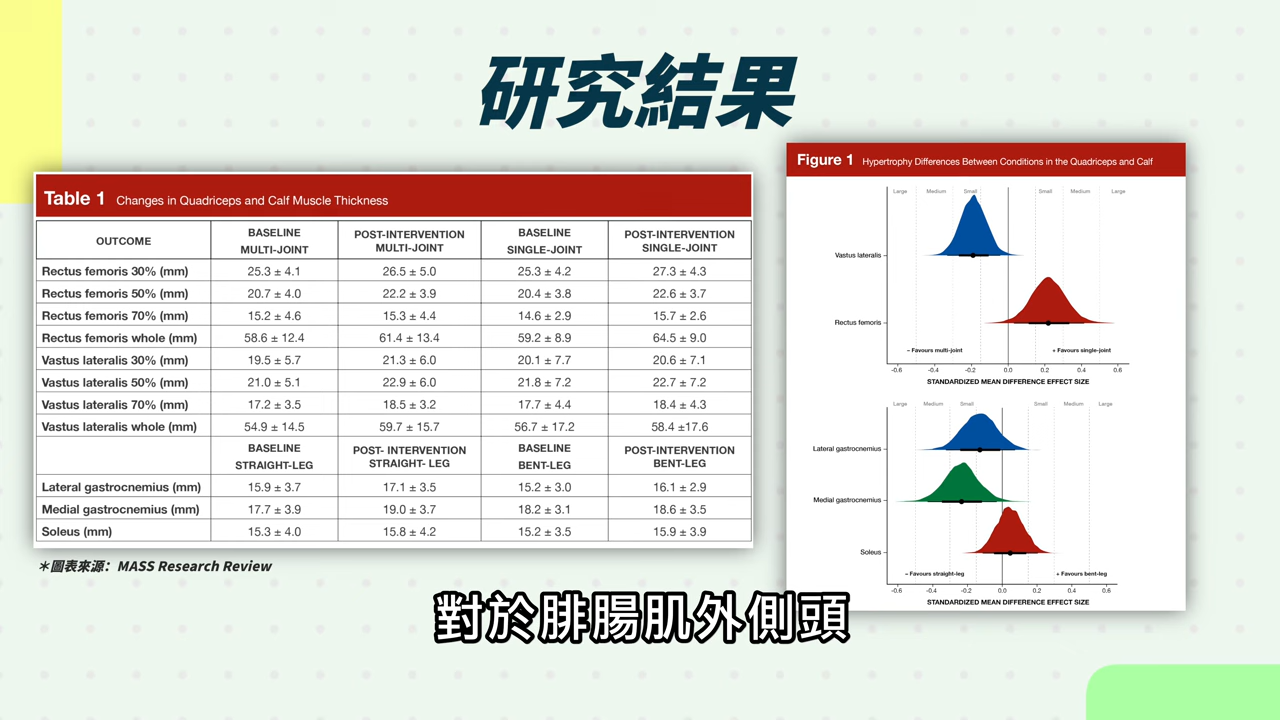 研究結果
Table 1 Changes in Quadriceps and Calf Muscle Thickness
OUTCOME BASELINE MULTI-JOINT POST-INTERVENTION MULTI-JOINT BASELINE SINGLE-JOINT POST-INTERVENTION SINGLE-JOINT
Rectus femoris 30% (mm) 25.3 ± 4.1 26.5 ± 5.0 25.3 ± 4.2 27.3 ± 4.3
Rectus femoris 50% (mm) 20.7 ± 4.0 22.2 ± 3.9 20.4 ± 3.8 22.6 ± 3.7
Rectus femoris 70% (mm) 15.2 ± 4.6 15.3 ± 4.4 14.6 ± 2.9 15.7 ± 2.6
Rectus femoris whole (mm) 58.6 ± 12.4 61.4 ± 13.4 59.2 ± 8.9 64.5 ± 9.0
Vastus lateralis 30% (mm) 19.5 ± 5.7 21.3 ± 6.0 20.1 ± 7.7 20.6 ± 7.1
Vastus lateralis 50% (mm) 21.0 ± 5.1 22.9 ± 6.0 21.8 ± 7.2 22.7 ± 7.2
Vastus lateralis 70% (mm) 17.2 ± 3.5 18.5 ± 3.2 17.7 ± 4.4 18.4 ± 4.3
Vastus lateralis whole (mm) 54.9 ± 14.5 59.7 ± 15.7 56.7 ± 17.2 58.4 ±17.6
BASELINE STRAIGHT-LEG POST- INTERVENTION STRAIGHT- LEG BASELINE BENT-LEG POST-INTERVENTION BENT-LEG
Lateral gastrocnemius (mm) 15.9 ± 3.7 17.1 ± 3.5 15.2 ± 3.0 16.1 ± 2.9
Medial gastrocnemius (mm) 17.7 ± 3.9 19.0 ± 3.7 18.2 ± 3.1 18.6 ± 3.5
Soleus (mm) 15.3 ± 4.0 15.8 ± 4.2 15.2 ± 3.5 15.9 ± 3.9
＊圖表來源：MASS Research Review
Figure 1 Hypertrophy Differences Between Conditions in the Quadriceps and Calf
Large Medium Small Small Medium Large
Vastus lateralis
Rectus femoris
– Favours multi-joint + Favours single-joint
-0.6 -0.4 -0.2 0.0 0.2 0.4 0.6
STANDARDIZED MEAN DIFFERENCE EFFECT SIZE
Large Medium Small Small Medium Large
Lateral gastrocnemius
Medial gastrocnemius
Soleus
– Favours straight-leg + Favours bent-leg
-0.6 -0.4 -0.2 0.0 0.2 0.4 0.6
STANDARDIZED MEAN DIFFERENCE EFFECT SIZE
對於腓腸肌外側頭